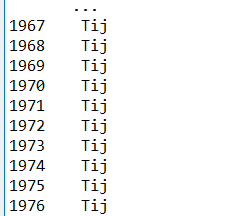 ...
1967 Tij
1968 Tij
1969 Tij
1970 Tij
1971 Tij
1972 Tij
1973 Tij
1974 Tij
1975 Tij
1976 Tij